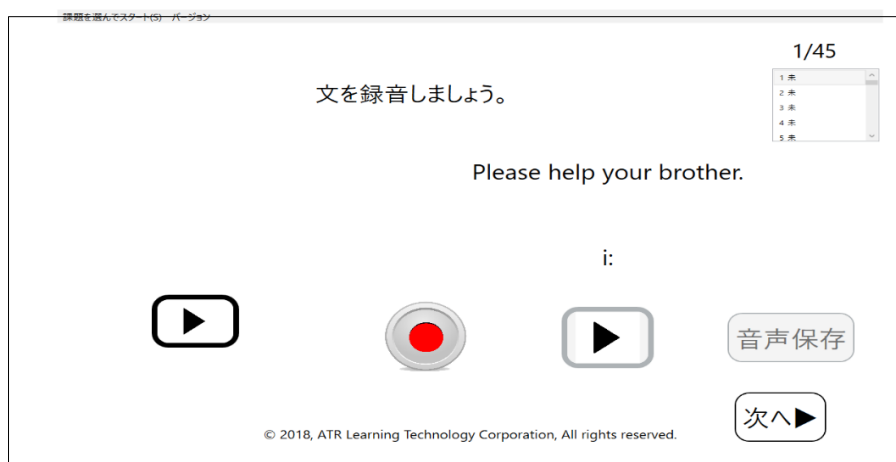 課題を選んでスタート(S) バージョン
1/45
1 未
2 未
3 未
4 未
5 未
文を録音しましょう。
Please help your brother.
i:
音声保存
次へ▶
© 2018, ATR Learning Technology Corporation, All rights reserved.